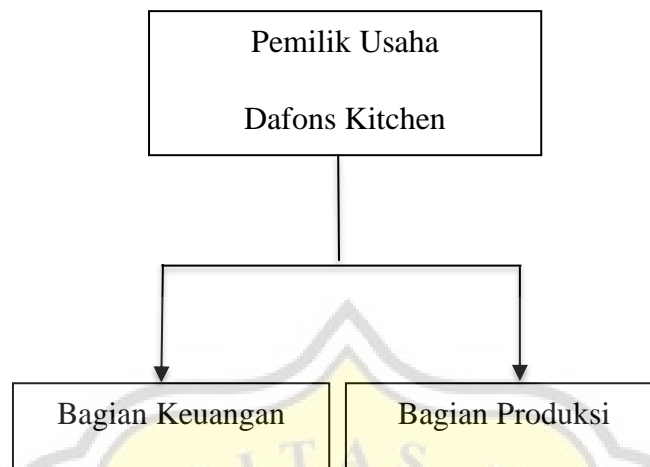 Pemilik Usaha
Dafons Kitchen
Bagian Keuangan
Bagian Produksi
I T A S